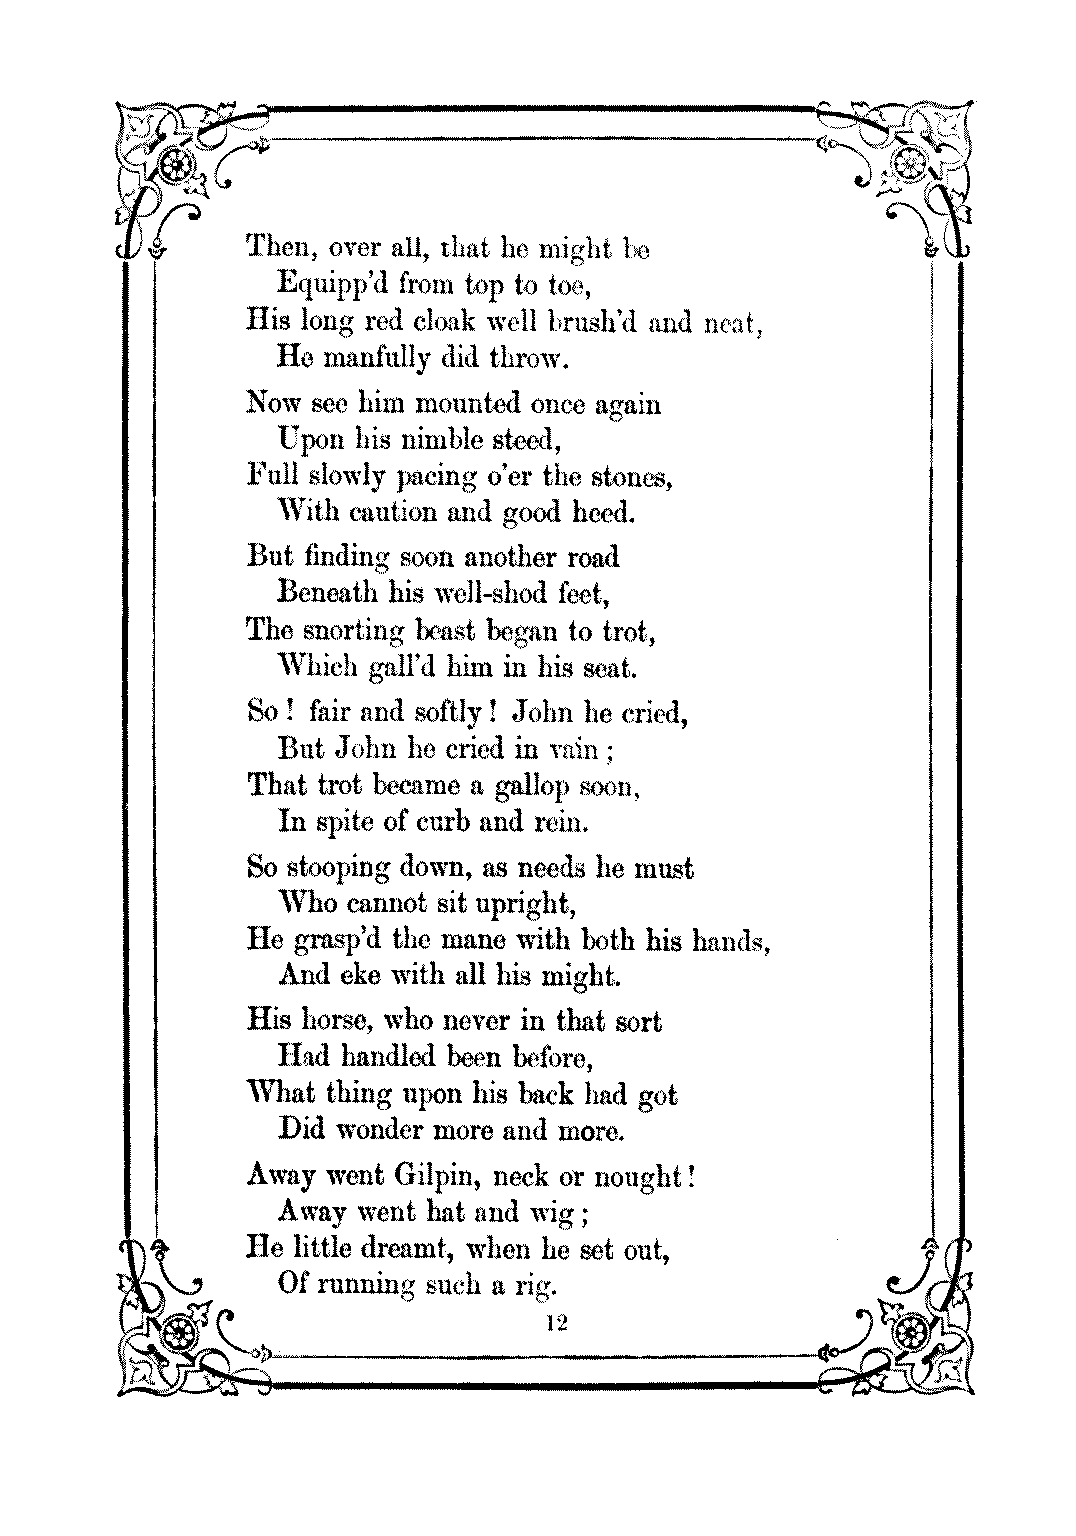 Then, over all, that he might be
Equipp'd from top to toe,
His long red cloak well brush'd and neat,
He manfully did throw.
Now see him mounted once again
Upon his nimble steed,
Full slowly pacing o'er the stones,
With caution and good heed.
But finding soon another road
Beneath his well-shod feet,
The snorting beast began to trot,
Which gall'd him in his seat.
So! fair and softly! John he cried,
But John he cried in vain;
That trot became a gallop soon,
In spite of curb and rein.
So stooping down, as needs he must
Who cannot sit upright,
He grasp'd the mane with both his hands,
And eke with all his might.
His horse, who never in that sort
Had handled been before,
What thing upon his back had got
Did wonder more and more.
Away went Gilpin, neck or nought!
Away went hat and wig;
He little dreamt, when he set out,
Of running such a rig.
12